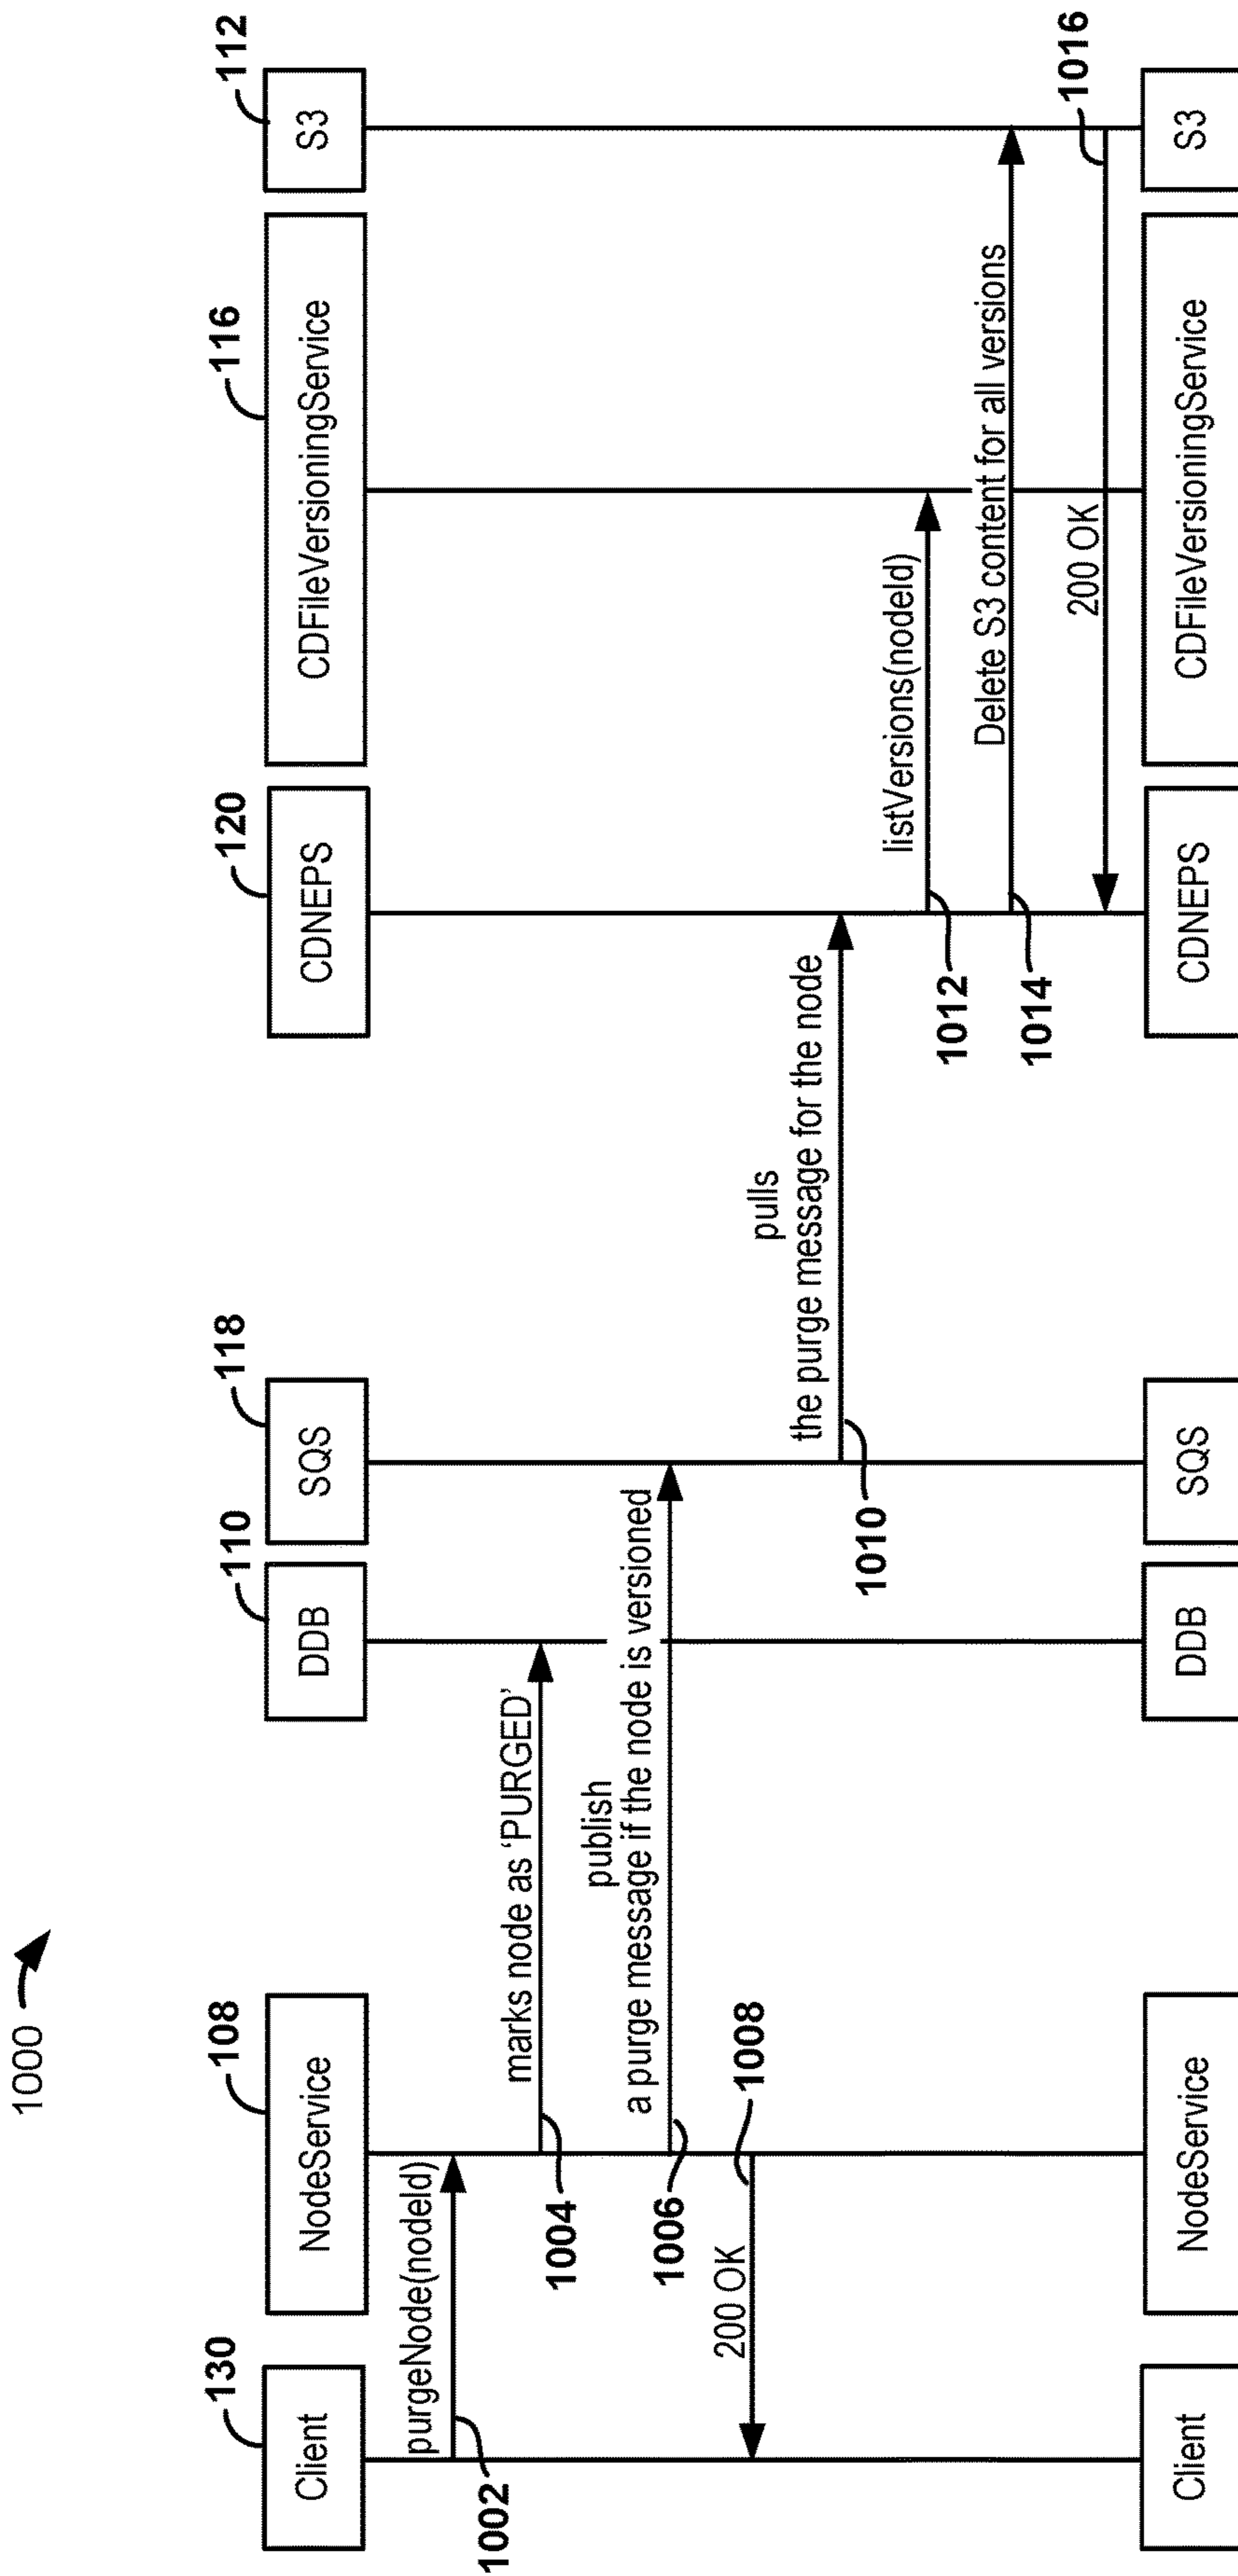 1000
130
108
110
118
120
116
112
Client
NodeService
DDB
SQS
CDNEPS
CDFileVersioningService
S3
purgeNode(nodeId)
1002
marks node as ‘PURGED’
1004
publish
a purge message if the node is versioned
1006
200 OK
1008
pulls
the purge message for the node
1010
listVersions(nodeId)
1012
Delete S3 content for all versions
1014
200 OK
1016
Client
NodeService
DDB
SQS
CDNEPS
CDFileVersioningService
S3